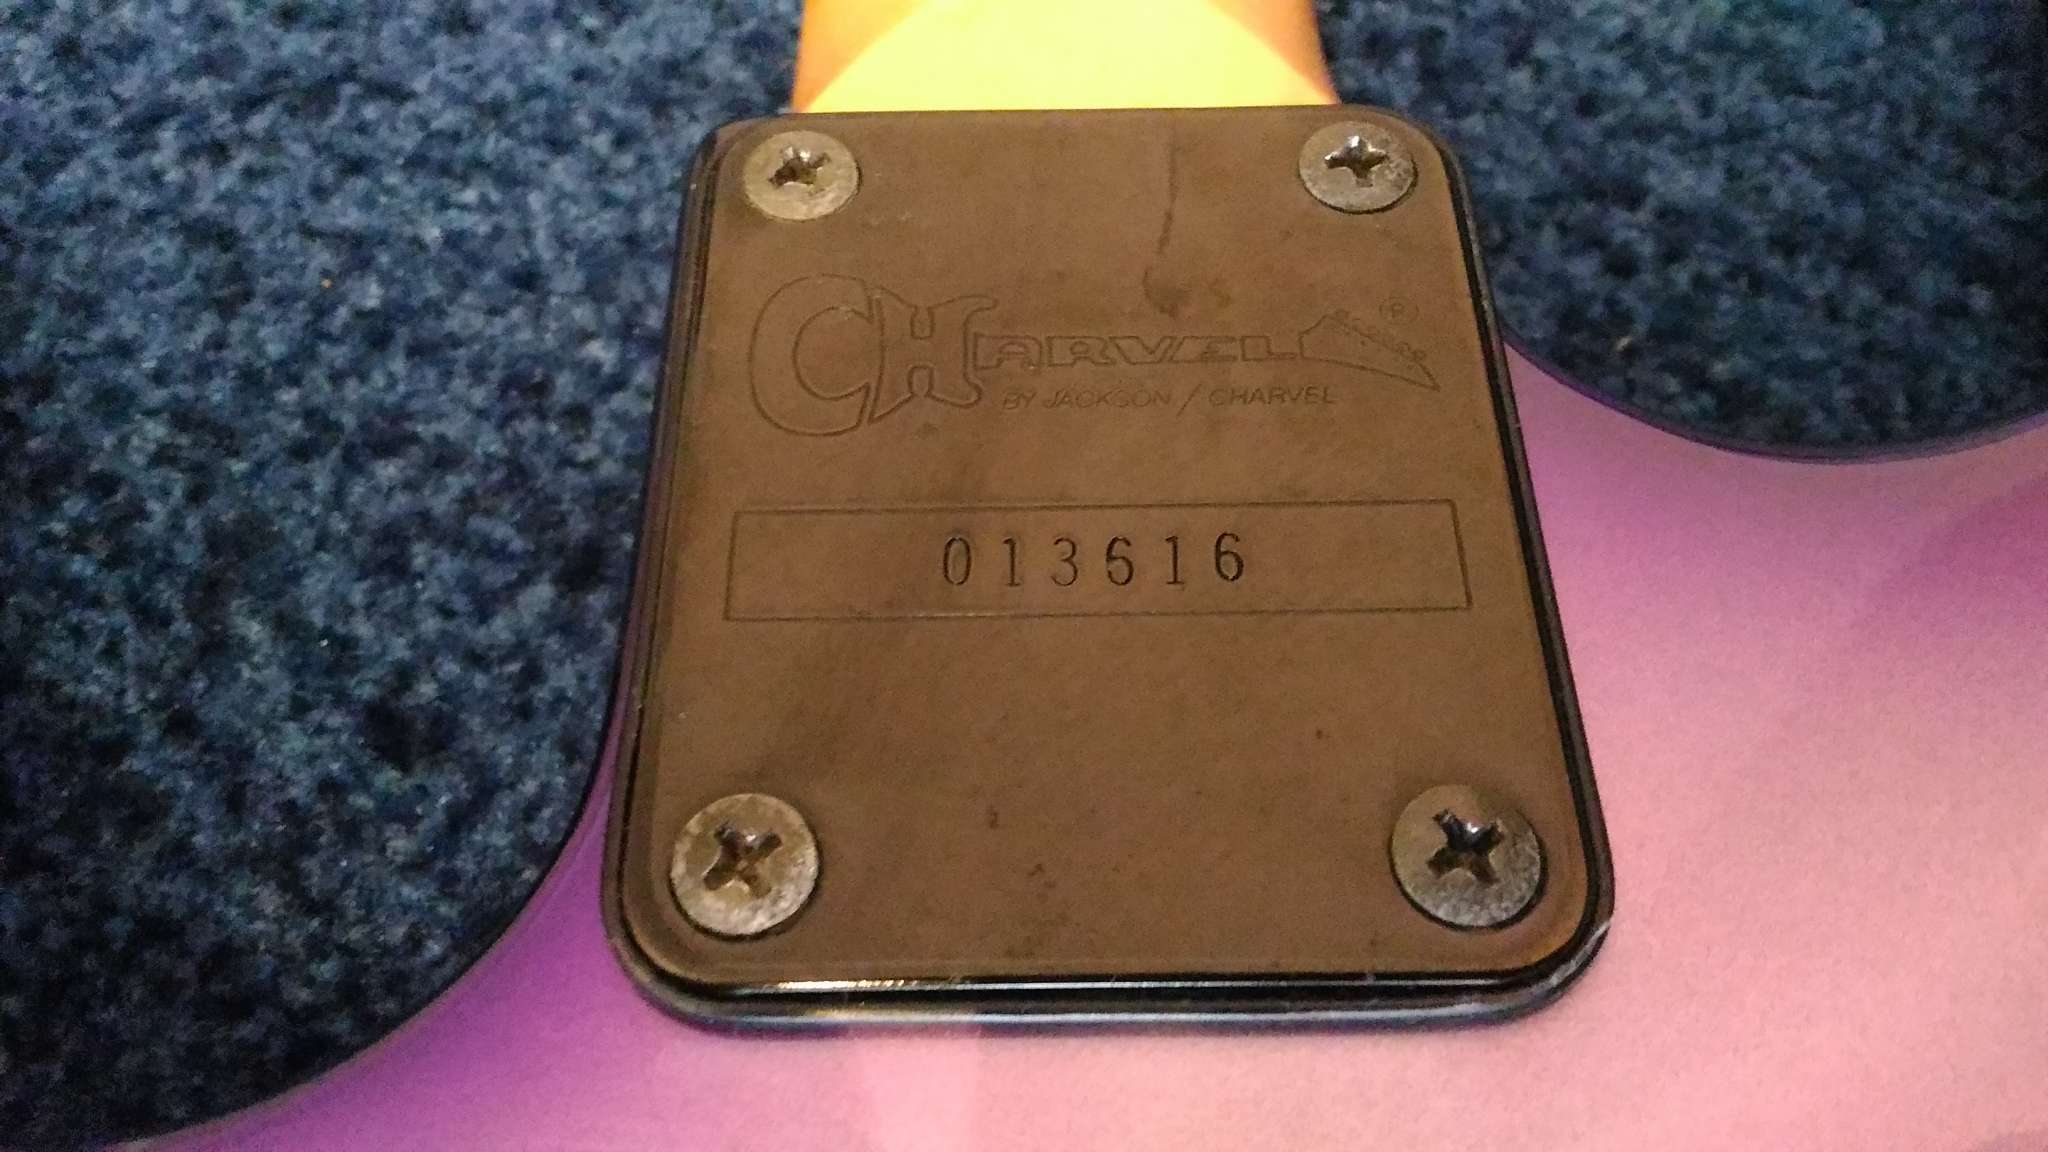 CHARVEL ®
BY JACKSON / CHARVEL
013616